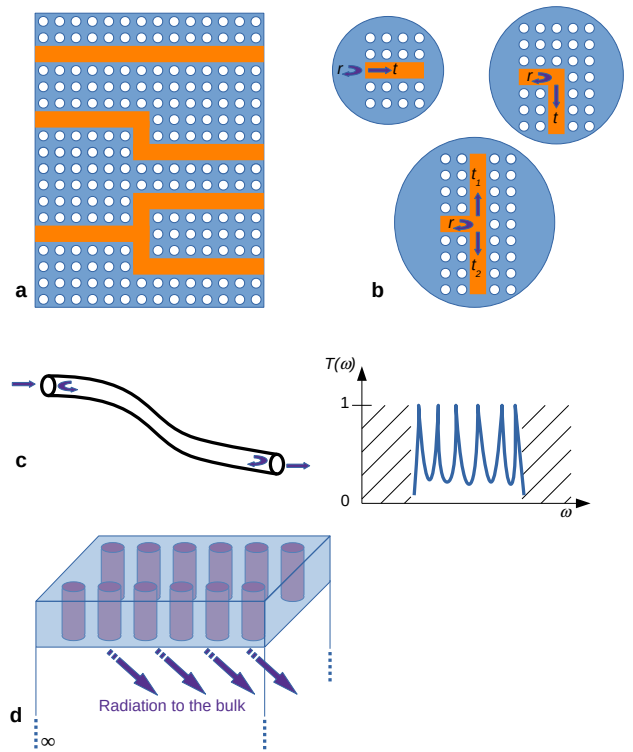 a
r t
r
t
t1
r
t2
b
c
T(ω)
1
0
ω
Radiation to the bulk
d
∞